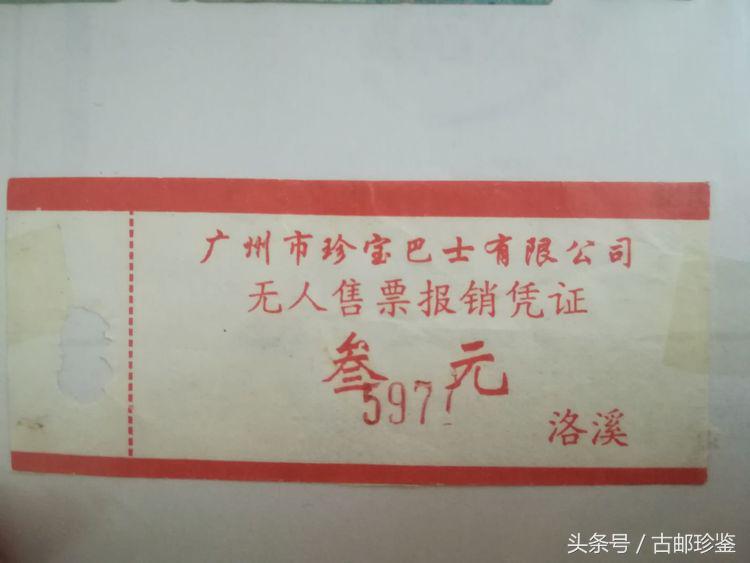 广州市珍宝巴士有限公司
无人售票报销凭证
叁元
5977
洛溪
头条号／古邮珍鉴